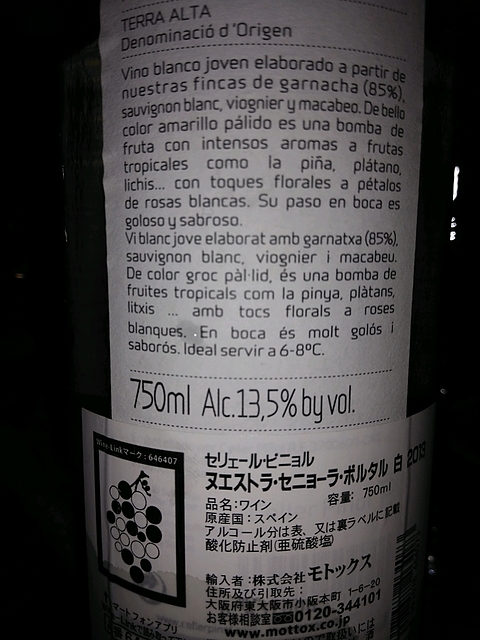 TERRA ALTA
Denominació d'Origen
Vino blanco joven elaborado a partir de
nuestras fincas de garnacha (85%),
sauvignon blanc, viognier y macabeo. De bello
color amarillo pálido es una bomba de
fruta con intensos aromas a frutas
tropicales como la piña, plátano,
lichis... con toques florales a pétalos
de rosas blancas. Su paso en boca es
goloso y sabroso.
Vi blanc jove elaborat amb garnatxa (85%),
sauvignon blanc, viognier i macabeu.
De color groc pàl·lid, és una bomba de
fruites tropicals com la pinya, plàtans,
litxis ... amb tocs florals a roses
blanques. En boca és molt golós i
saborós. Ideal servir a 6-8ºC.
750ml Alc.13,5% by vol.
Wine-Linkマーク:646407
セリェール・ピニョル
ヌエストラ・セニョーラ・ポルタル 白 2013
品名:ワイン 容量: 750ml
原産国:スペイン
アルコール分は表、又は裏ラベルに記載
酸化防止剤(亜硫酸塩)
輸入者:株式会社モトックス
住所及び引取先:
大阪府東大阪市小阪本町 1-6-20
お客様相談室 0120-344101
www.mottox.co.jp
スマートフォンアプリ